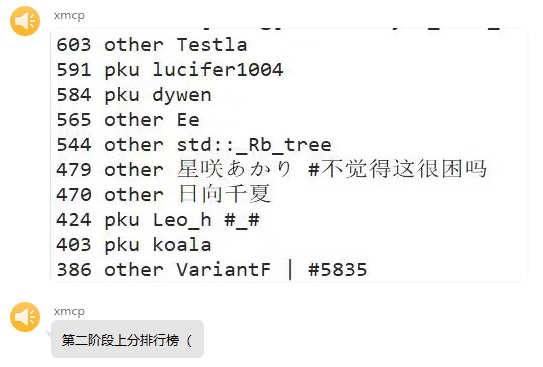 xmcp
603 other Testla
591 pku lucifer1004
584 pku dywen
565 other Ee
544 other std::_Rb_tree
479 other 星咲あかり #不觉得这很困吗
470 other 日向千夏
424 pku Leo_h #_#
403 pku koala
386 other VariantF | #5835
xmcp
第二阶段上分排行榜（